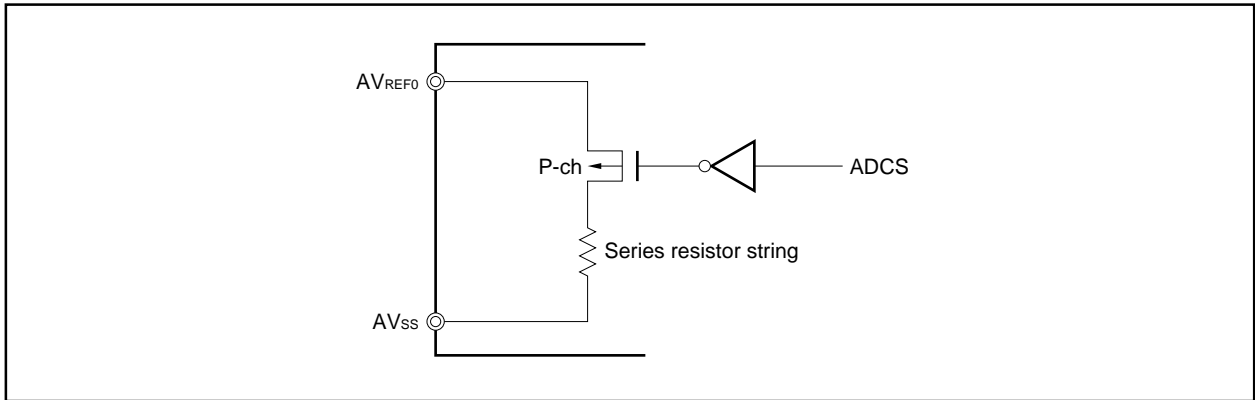 AVREF0
P-ch
ADCS
Series resistor string
AVSS